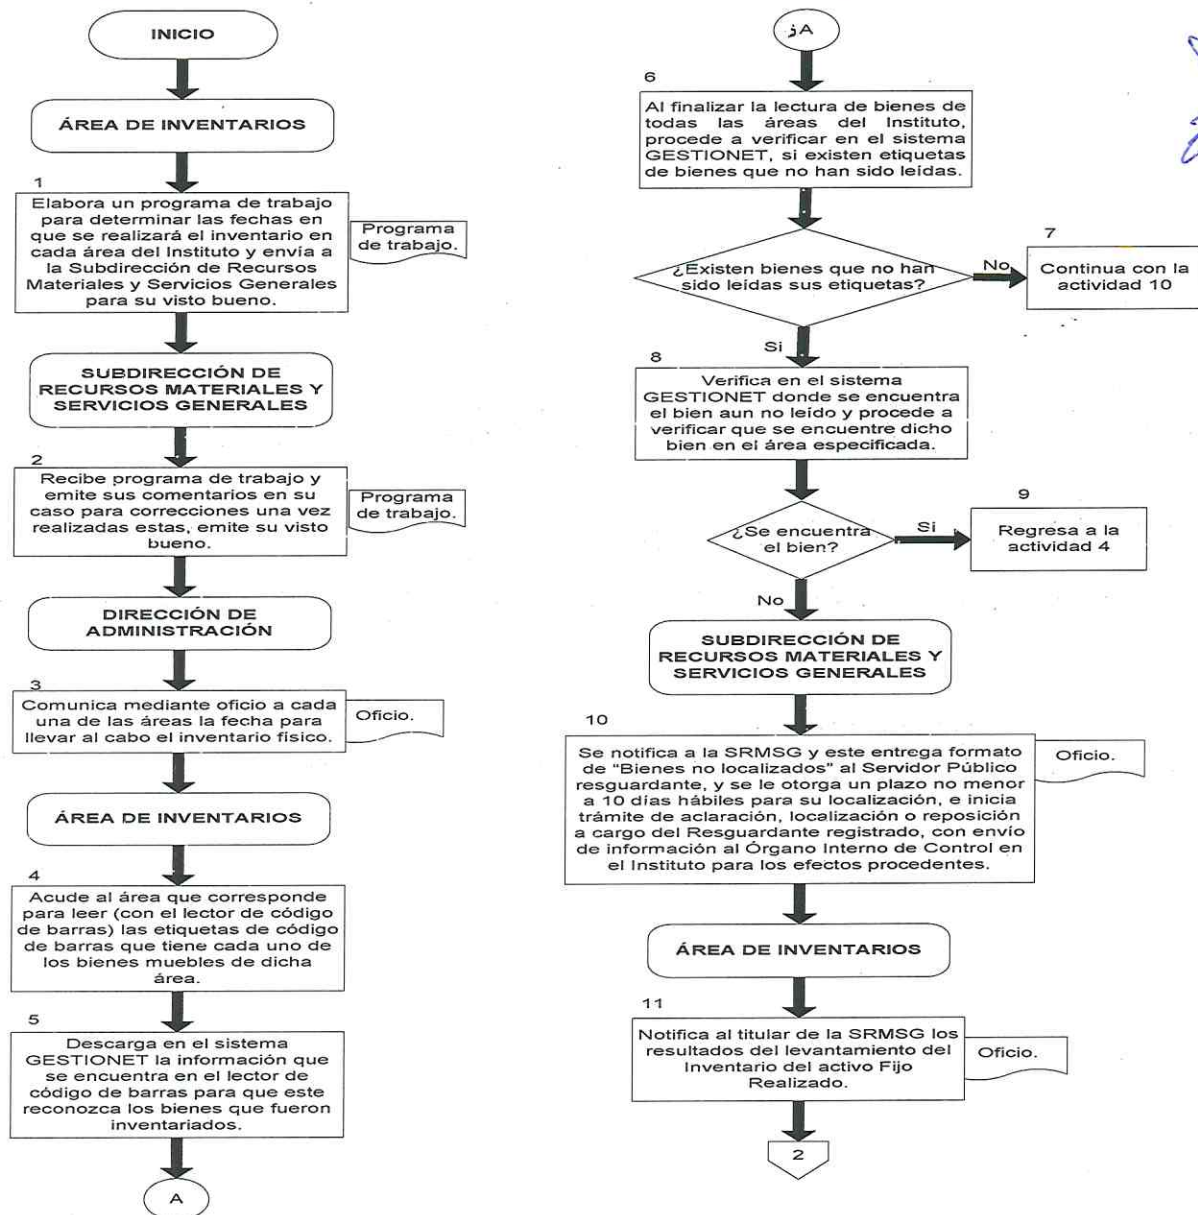 INICIO
ÁREA DE INVENTARIOS
1
Elabora un programa de trabajo
para determinar las fechas en
que se realizará el inventario en
cada área del Instituto y envía a
la Subdirección de Recursos
Materiales y Servicios Generales
para su visto bueno.
Programa
de trabajo.
SUBDIRECCIÓN DE
RECURSOS MATERIALES Y
SERVICIOS GENERALES
2
Recibe programa de trabajo y
emite sus comentarios en su
caso para correcciones una vez
realizadas estas, emite su visto
bueno.
Programa
de trabajo.
DIRECCIÓN DE
ADMINISTRACIÓN
3
Comunica mediante oficio a cada
una de las áreas la fecha para
llevar al cabo el inventario físico.
Oficio.
ÁREA DE INVENTARIOS
4
Acude al área que corresponde
para leer (con el lector de código
de barras) las etiquetas de código
de barras que tiene cada uno de
los bienes muebles de dicha
área.
5
Descarga en el sistema
GESTIONET la información que
se encuentra en el lector de
código de barras para que este
reconozca los bienes que fueron
inventariados.
A
A
6
Al finalizar la lectura de bienes de
todas las áreas del Instituto,
procede a verificar en el sistema
GESTIONET, si existen etiquetas
de bienes que no han sido leídas.
¿Existen bienes que no han
sido leídas sus etiquetas?
No
7
Continua con la
actividad 10
Si
8
Verifica en el sistema
GESTIONET donde se encuentra
el bien aun no leído y procede a
verificar que se encuentre dicho
bien en el área especificada.
¿Se encuentra
el bien?
Si
9
Regresa a la
actividad 4
No
SUBDIRECCIÓN DE
RECURSOS MATERIALES Y
SERVICIOS GENERALES
10
Se notifica a la SRMSG y este entrega formato
de "Bienes no localizados" al Servidor Público
resguardante, y se le otorga un plazo no menor
a 10 días hábiles para su localización, e inicia
trámite de aclaración, localización o reposición
a cargo del Resguardante registrado, con envío
de información al Órgano Interno de Control en
el Instituto para los efectos procedentes.
Oficio.
ÁREA DE INVENTARIOS
11
Notifica al titular de la SRMSG los
resultados del levantamiento del
Inventario del activo Fijo
Realizado.
Oficio.
2